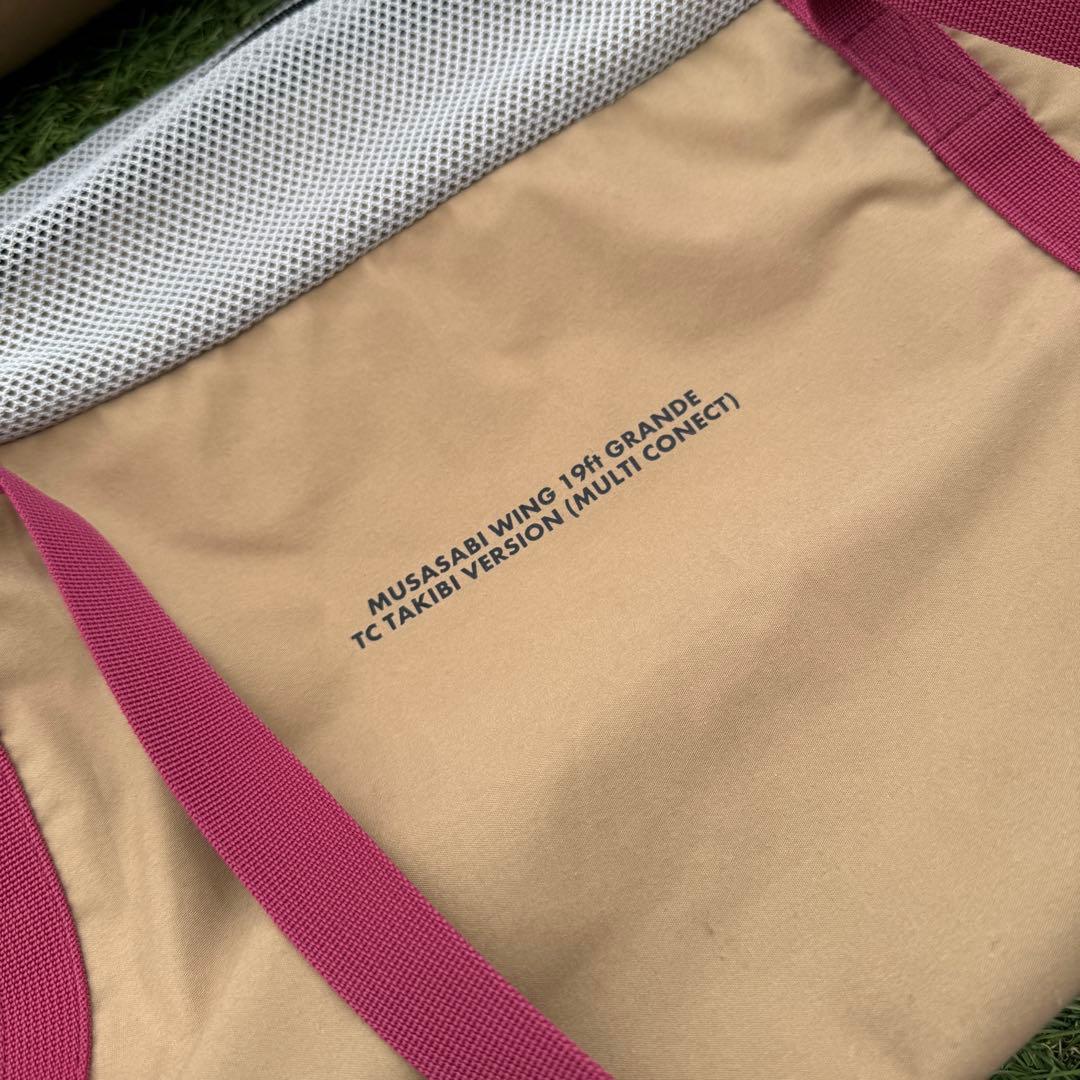 MUSASABI WING 19ft GRANDE
TC TAKIBI VERSION (MULTI CONECT)